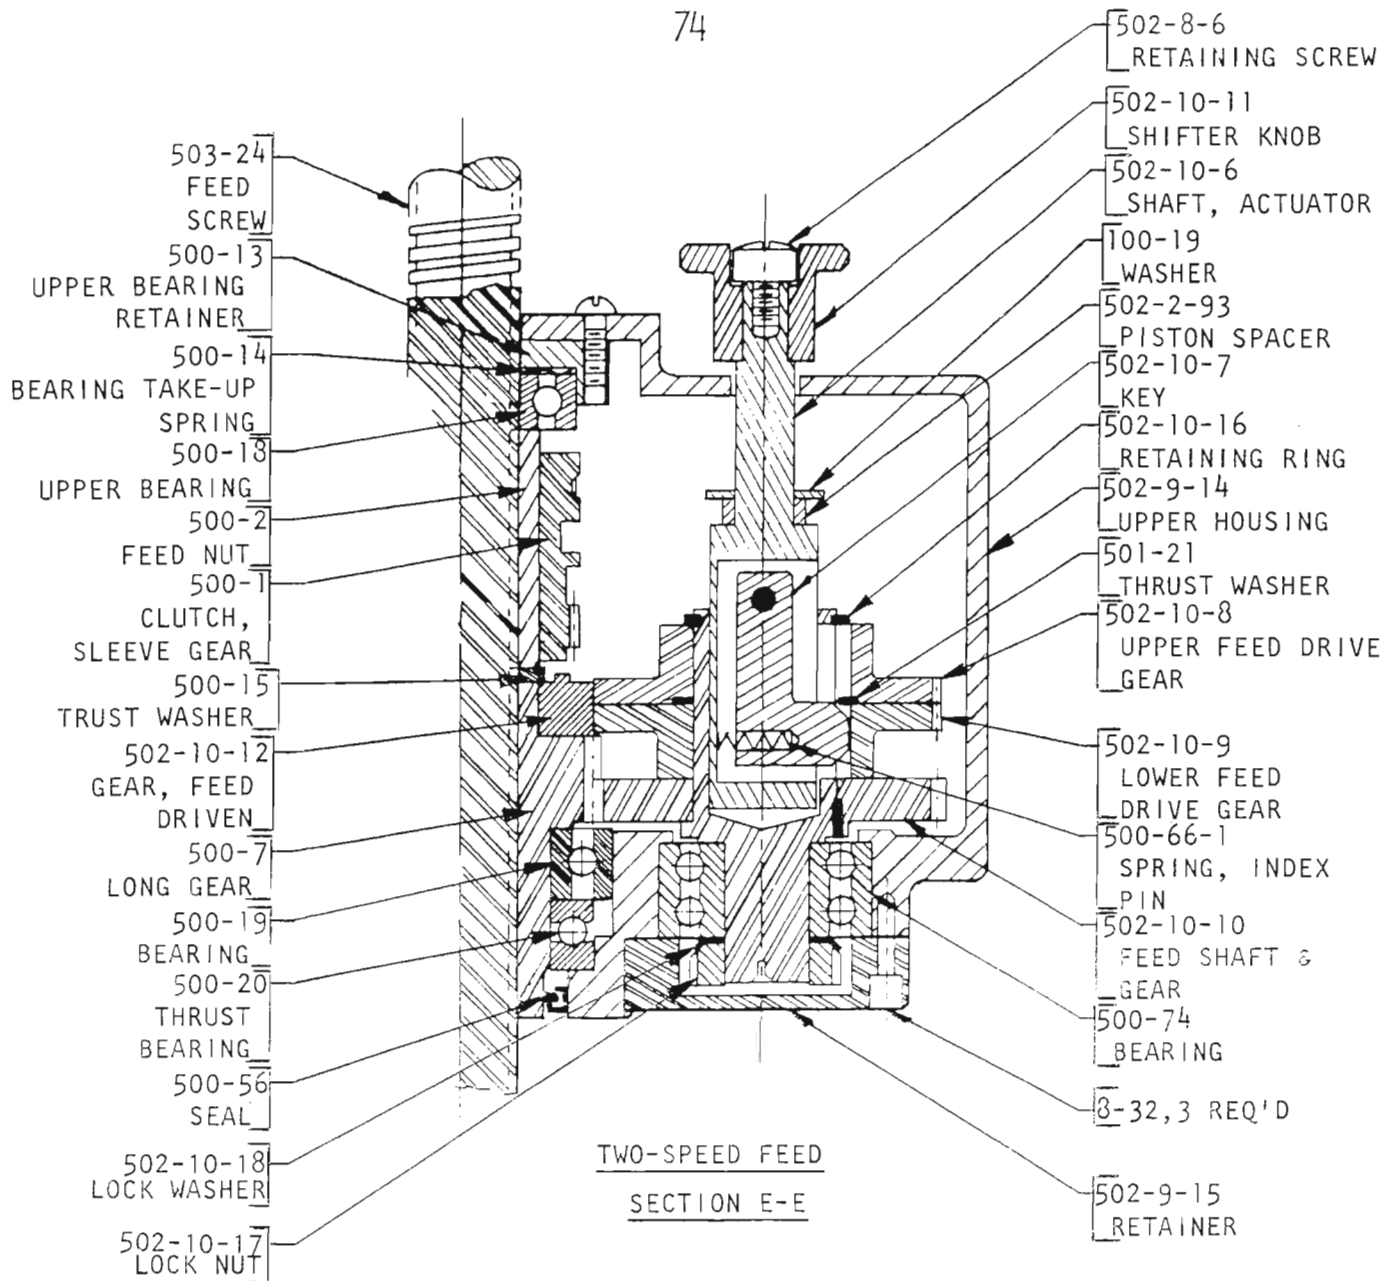 74
503-24
FEED
SCREW
500-13
UPPER BEARING
RETAINER
500-14
BEARING TAKE-UP
SPRING
500-18
UPPER BEARING
500-2
FEED NUT
500-1
CLUTCH,
SLEEVE GEAR
500-15
TRUST WASHER
502-10-12
GEAR, FEED
DRIVEN
500-7
LONG GEAR
500-19
BEARING
500-20
THRUST
BEARING
500-56
SEAL
502-10-18
LOCK WASHER
502-10-17
LOCK NUT
502-8-6
RETAINING SCREW
502-10-11
SHIFTER KNOB
502-10-6
SHAFT, ACTUATOR
100-19
WASHER
502-2-93
PISTON SPACER
502-10-7
KEY
502-10-16
RETAINING RING
502-9-14
UPPER HOUSING
501-21
THRUST WASHER
502-10-8
UPPER FEED DRIVE
GEAR
502-10-9
LOWER FEED
DRIVE GEAR
500-66-1
SPRING, INDEX
PIN
502-10-10
FEED SHAFT &
GEAR
500-74
BEARING
8-32,3 REQ'D
502-9-15
RETAINER
TWO-SPEED FEED
SECTION E-E